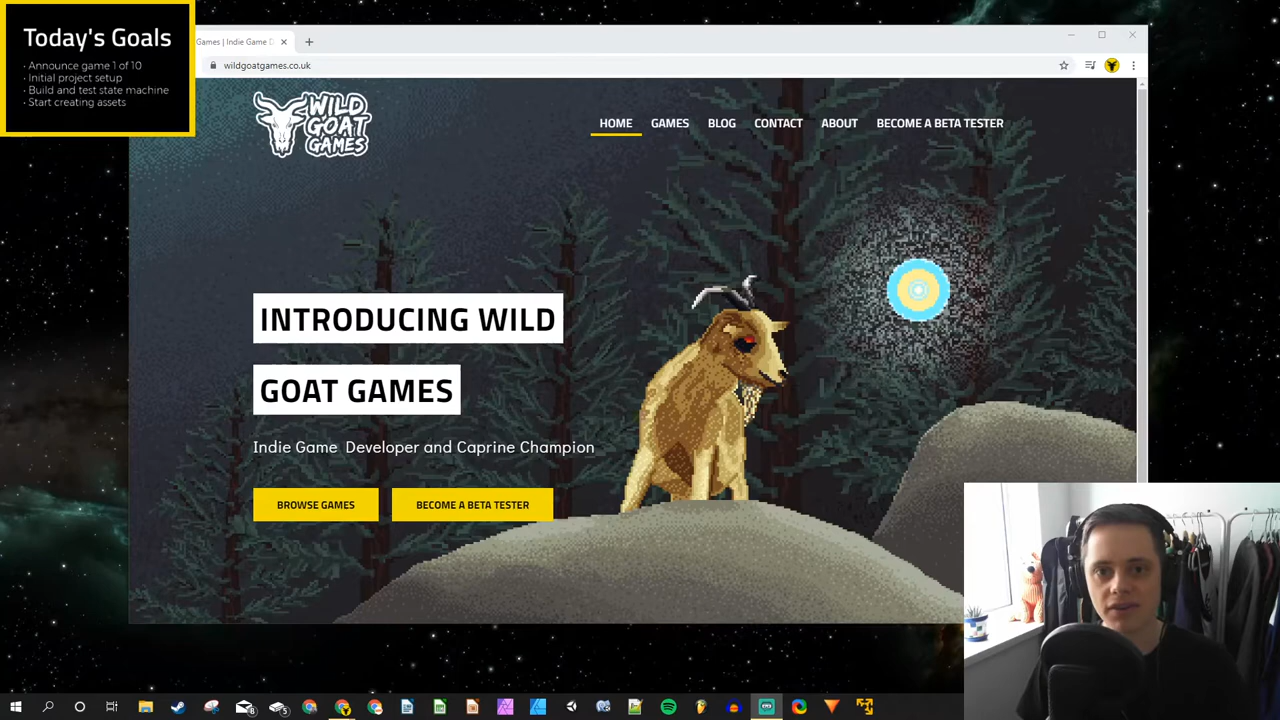 Today's Goals
· Announce game 1 of 10
· Initial project setup
· Build and test state machine
· Start creating assets
Games | Indie Game D
wildgoatgames.co.uk
WILD
GOAT
GAMES
HOME GAMES BLOG CONTACT ABOUT BECOME A BETA TESTER
INTRODUCING WILD
GOAT GAMES
Indie Game Developer and Caprine Champion
BROWSE GAMES BECOME A BETA TESTER